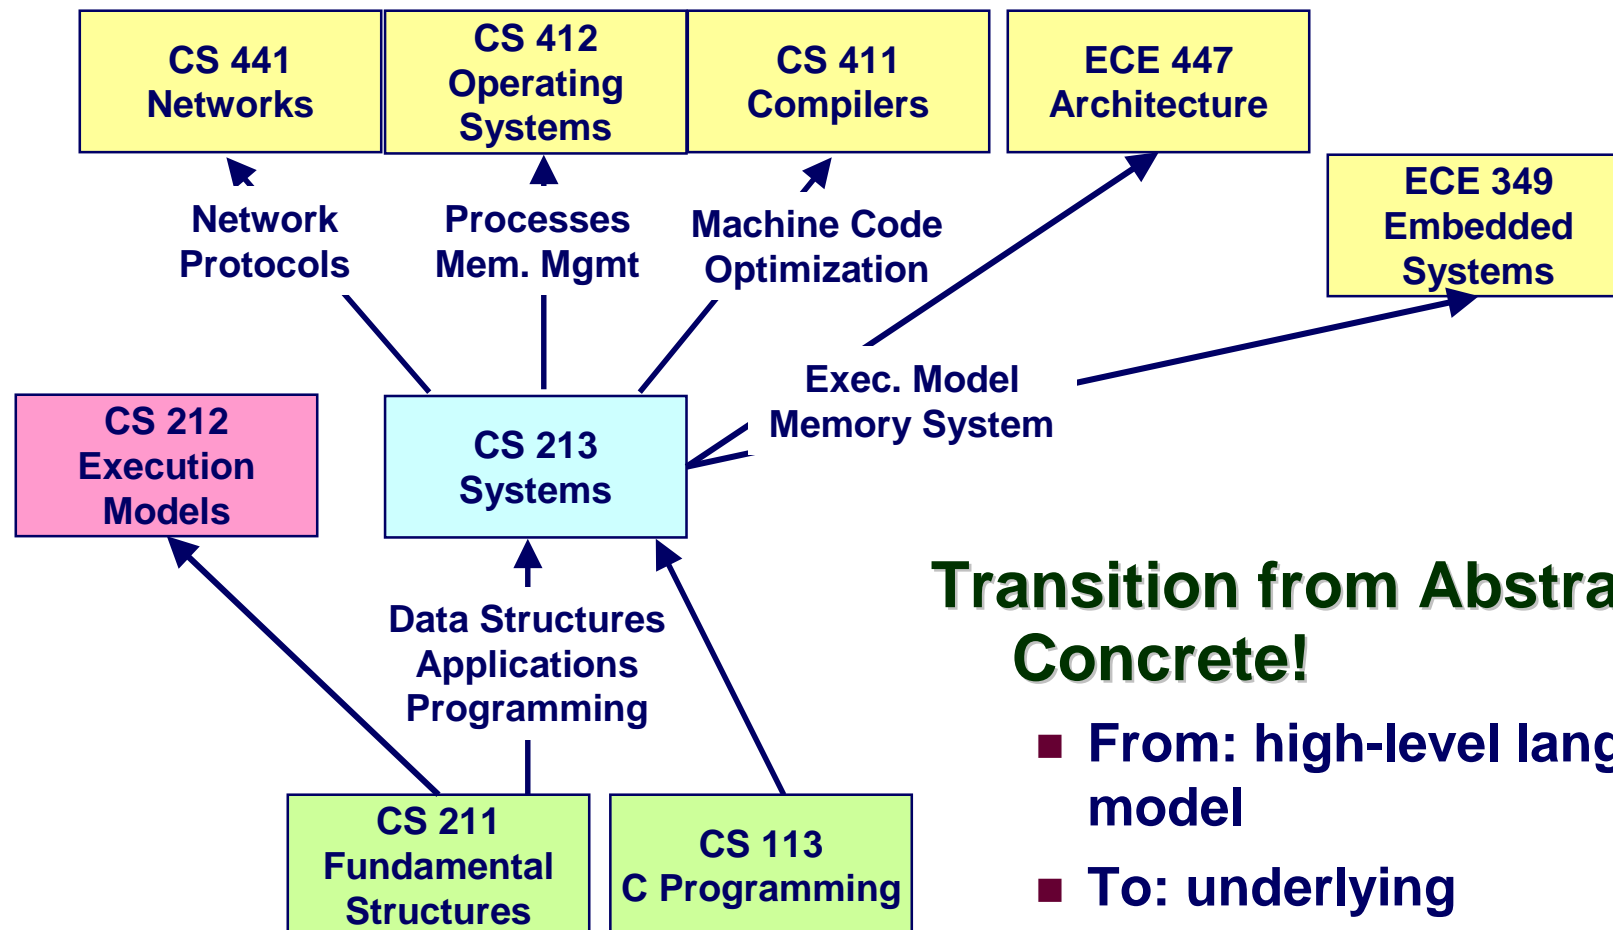 CS 441
Networks
CS 412
Operating
Systems
CS 411
Compilers
ECE 447
Architecture
ECE 349
Embedded
Systems
Network
Protocols
Processes
Mem. Mgmt
Machine Code
Optimization
Exec. Model
Memory System
CS 212
Execution
Models
CS 213
Systems
Data Structures
Applications
Programming
CS 211
Fundamental
Structures
CS 113
C Programming
Transition from Abstra
Concrete!
From: high-level lang
model
To: underlying